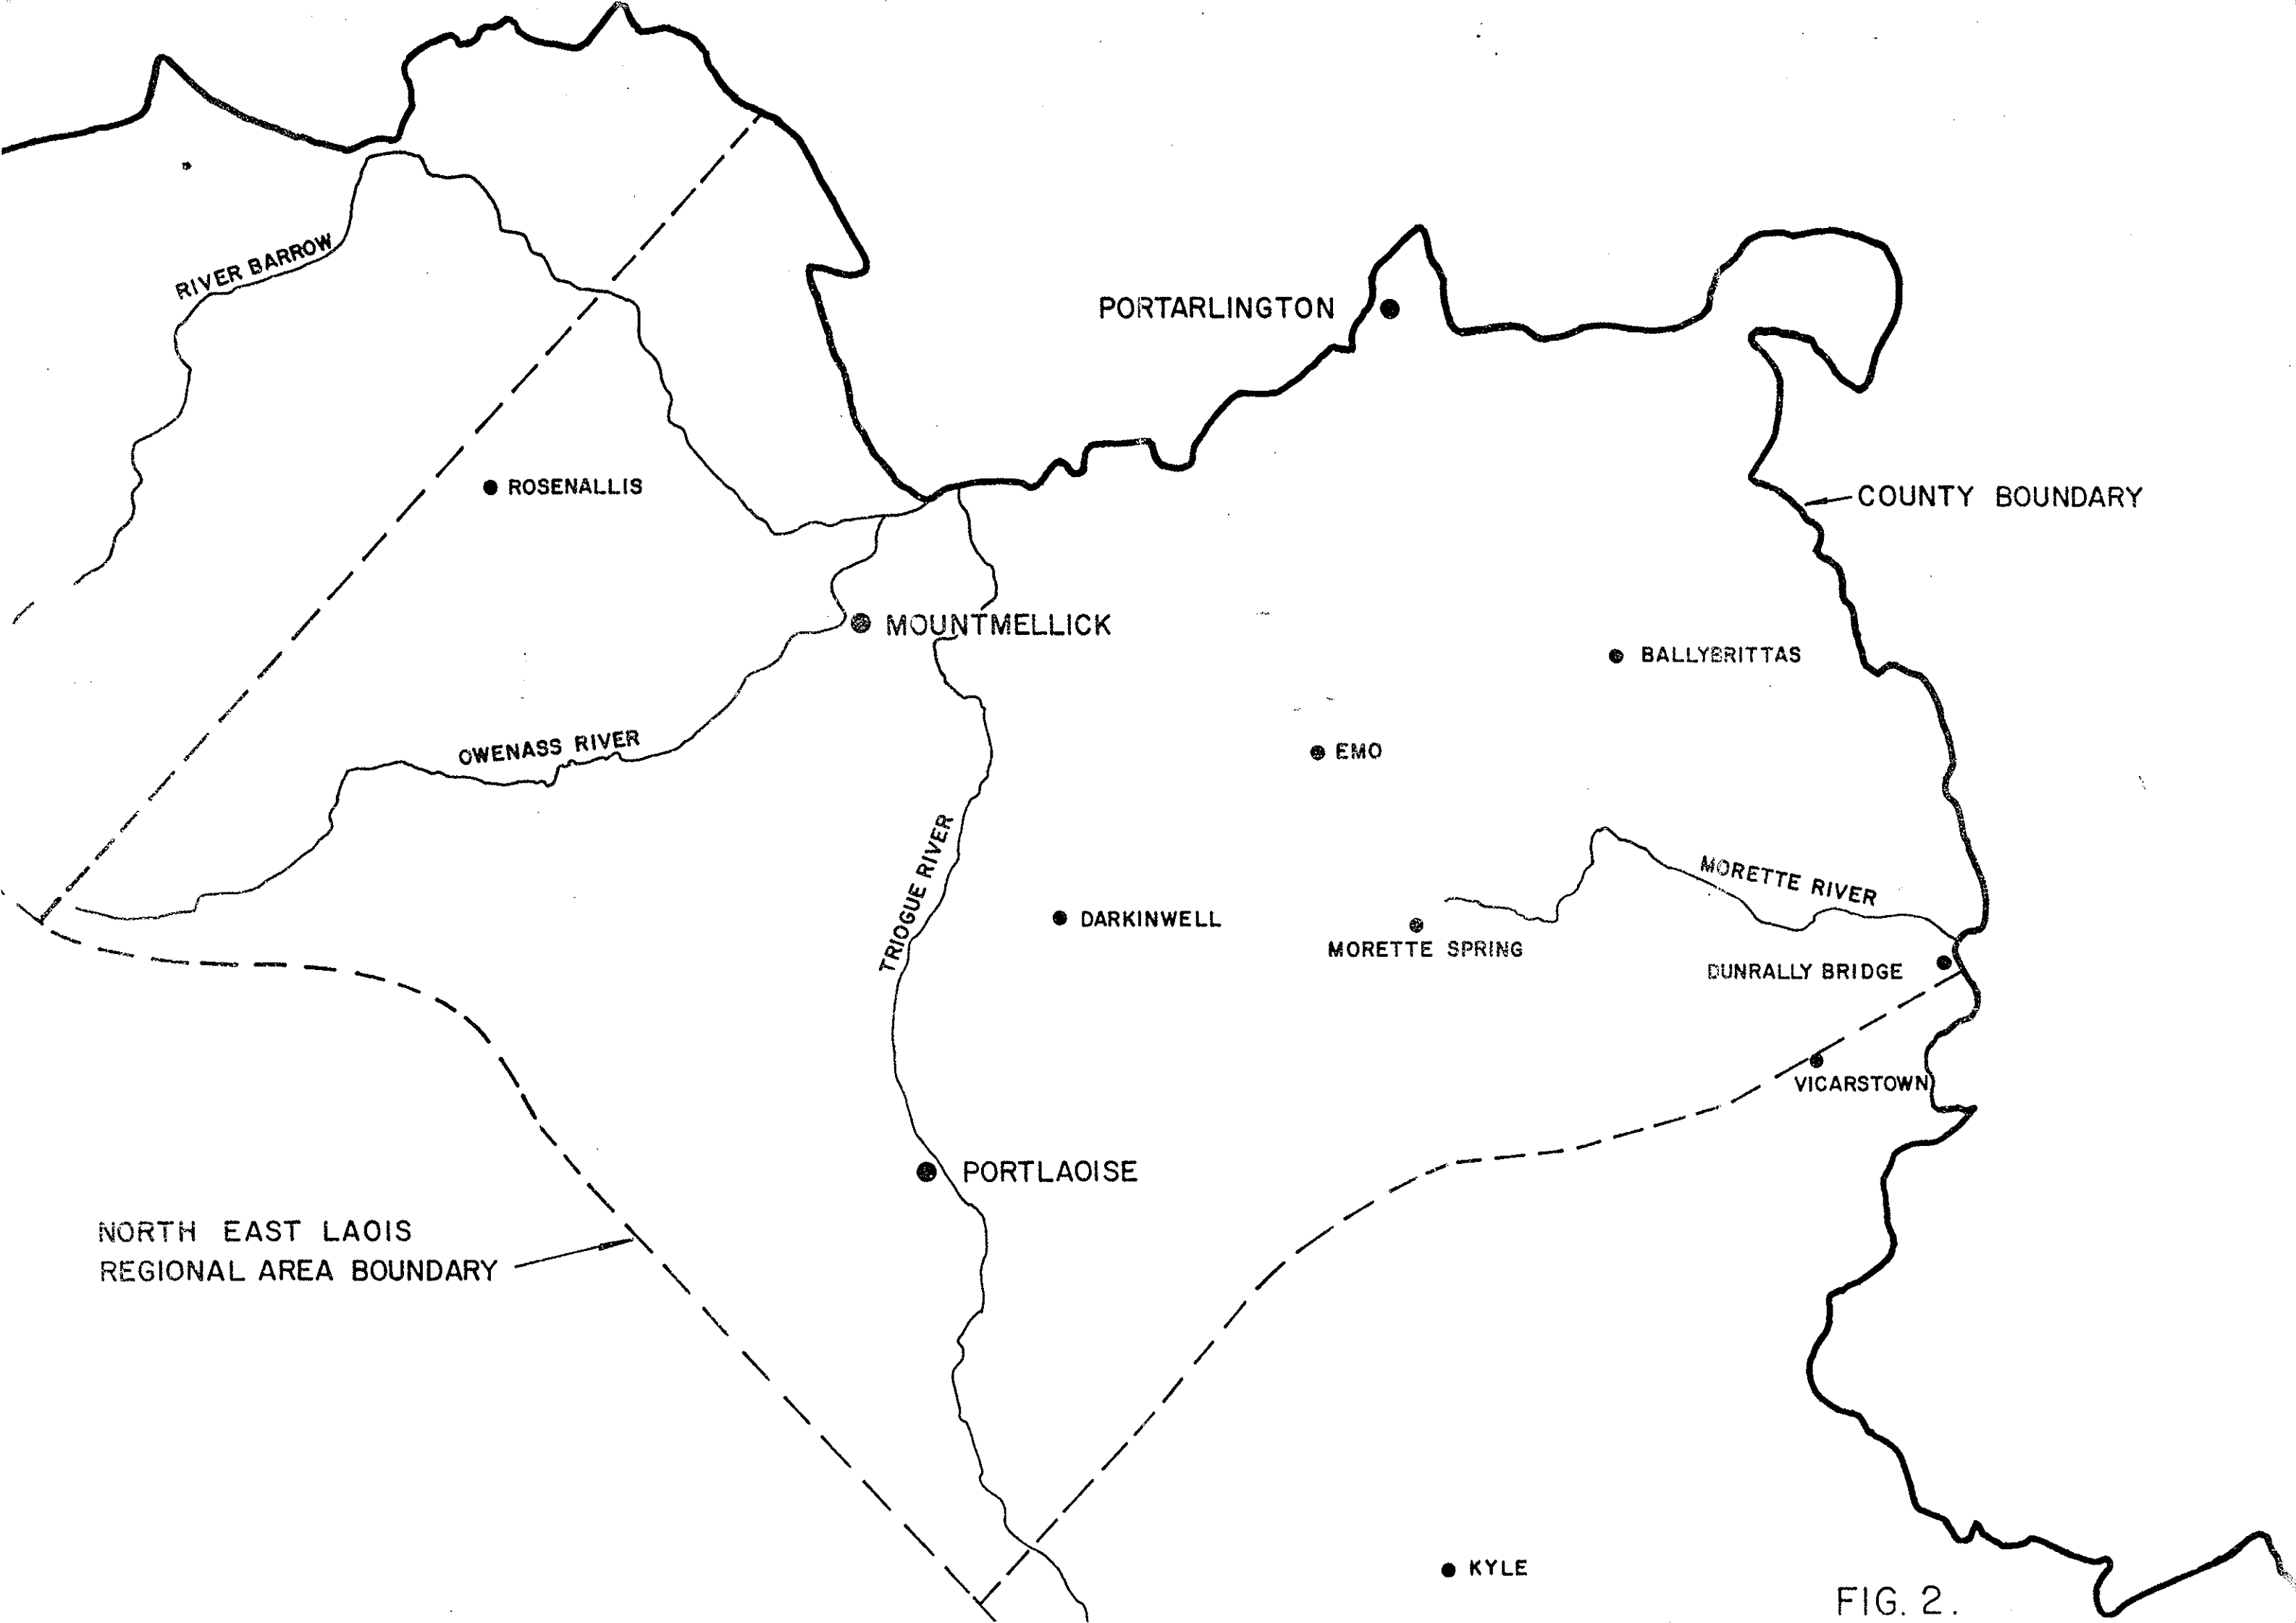 RIVER BARROW
PORTARLINGTON
ROSENALLIS
COUNTY BOUNDARY
MOUNTMELLICK
BALLYBRITTAS
OWENASS RIVER
EMO
TRIOGUE RIVER
MORETTE RIVER
DARKINWELL
MORETTE SPRING
DUNRALLY BRIDGE
VICARSTOWN
PORTLAOISE
NORTH EAST LAOIS
REGIONAL AREA BOUNDARY
KYLE
FIG. 2.